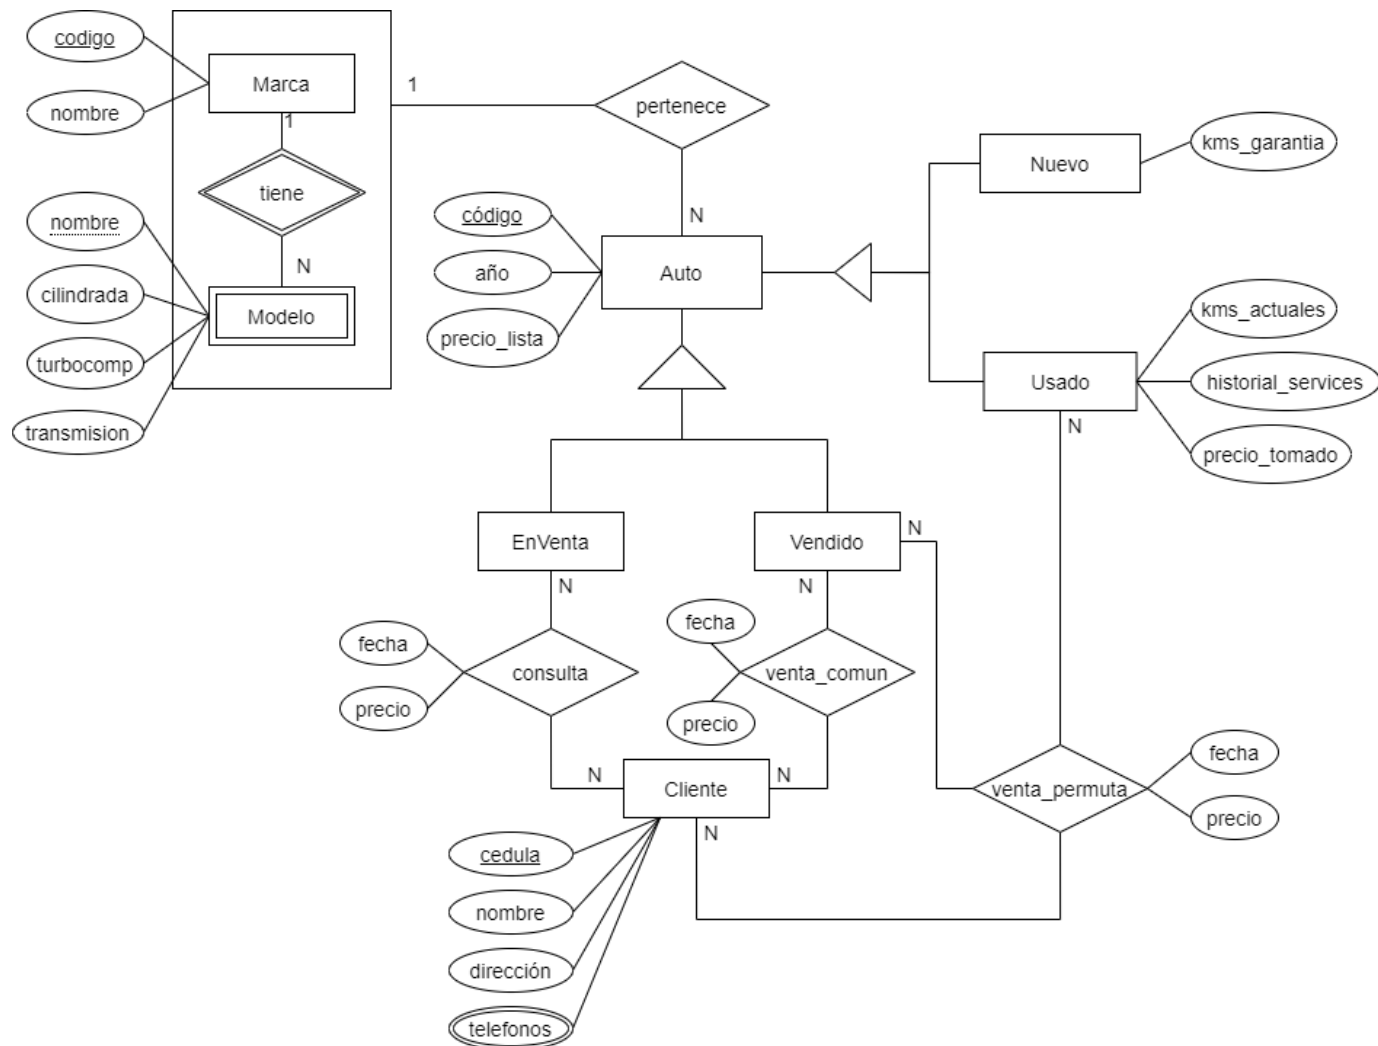 codigo
Marca
nombre
1
tiene
N
nombre
cilindrada
Modelo
turbocomp
transmision
1
pertenece
N
código
año
precio_lista
Auto
Nuevo
kms_garantia
Usado
N
kms_actuales
historial_services
precio_tomado
EnVenta
N
Vendido
N
N
fecha
precio
consulta
N
fecha
precio
venta_comun
N
Cliente
N
cedula
nombre
dirección
telefonos
venta_permuta
fecha
precio